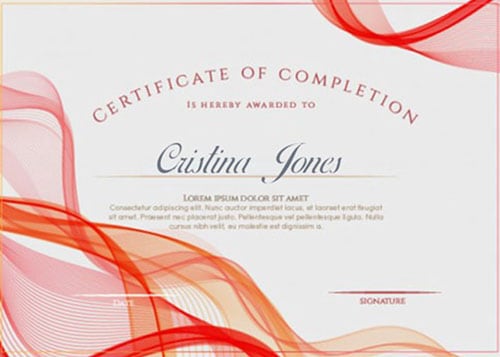 CERTIFICATE OF COMPLETION
IS HEREBY AWARDED TO
Cristina Jones
LOREM IPSUM DOLOR SIT AMET
Consectetur adipiscing elit. Nunc auctor imperdiet lacus, et laoreet erat feugiat
sit amet. Praesent nec placerat justo. Pellentesque vel pellentesque ligula. Nulla
cursus nibh velit, eu molestie est dignissim a.
DATE
SIGNATURE